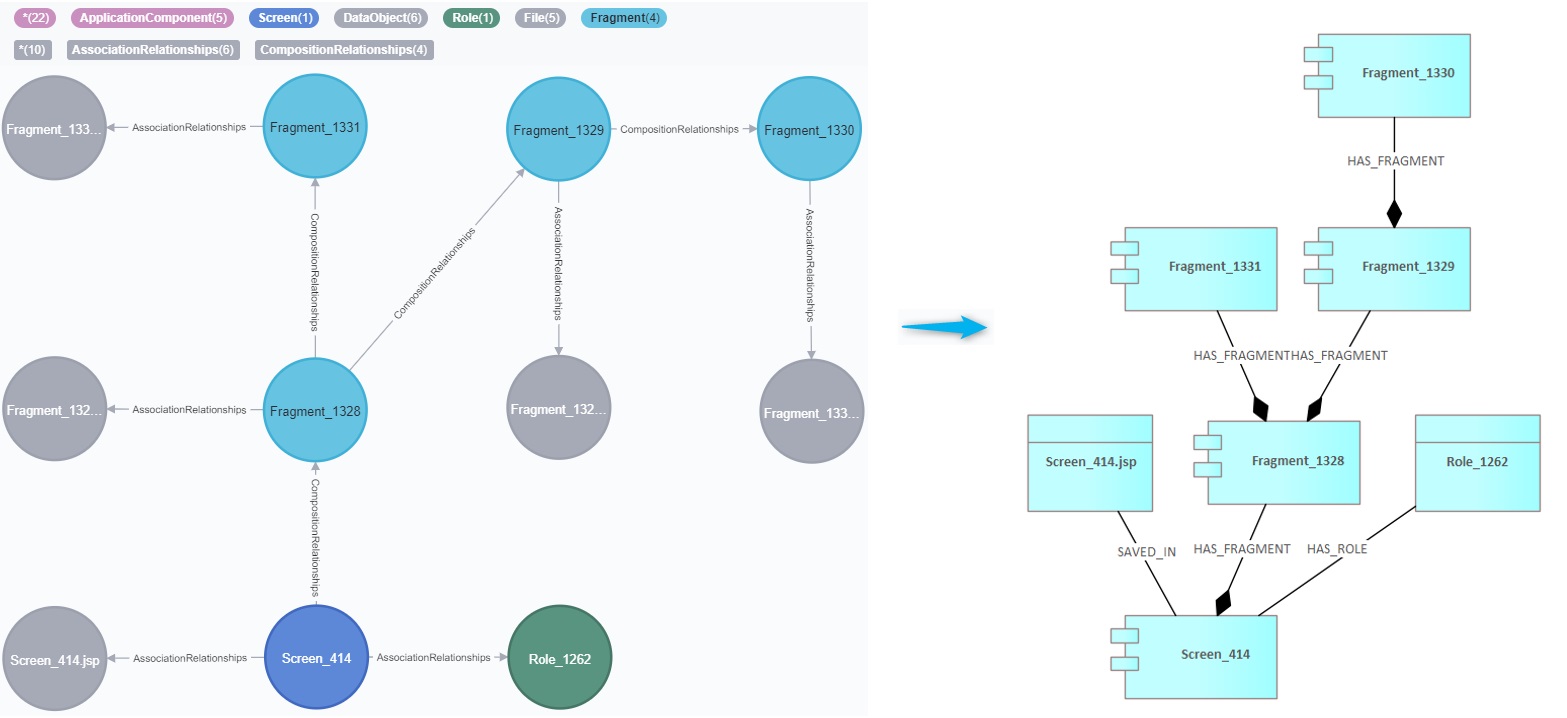 *(22) ApplicationComponent(5) Screen(1) DataObject(6) Role(1) File(5) Fragment(4)
*(10) AssociationRelationships(6) CompositionRelationships(4)
Fragment_133... AssociationRelationships Fragment_1331 Fragment_1329 CompositionRelationships Fragment_1330
CompositionRelationships
CompositionRelationships
AssociationRelationships
AssociationRelationships
Fragment_132... AssociationRelationships Fragment_1328 Fragment_132... Fragment_133...
CompositionRelationships
Screen_414.jsp AssociationRelationships Screen_414 AssociationRelationships Role_1262
Fragment_1330
HAS_FRAGMENT
Fragment_1331 Fragment_1329
HAS_FRAGMENT HAS_FRAGMENT
Screen_414.jsp Fragment_1328 Role_1262
SAVED_IN HAS_FRAGMENT HAS_ROLE
Screen_414